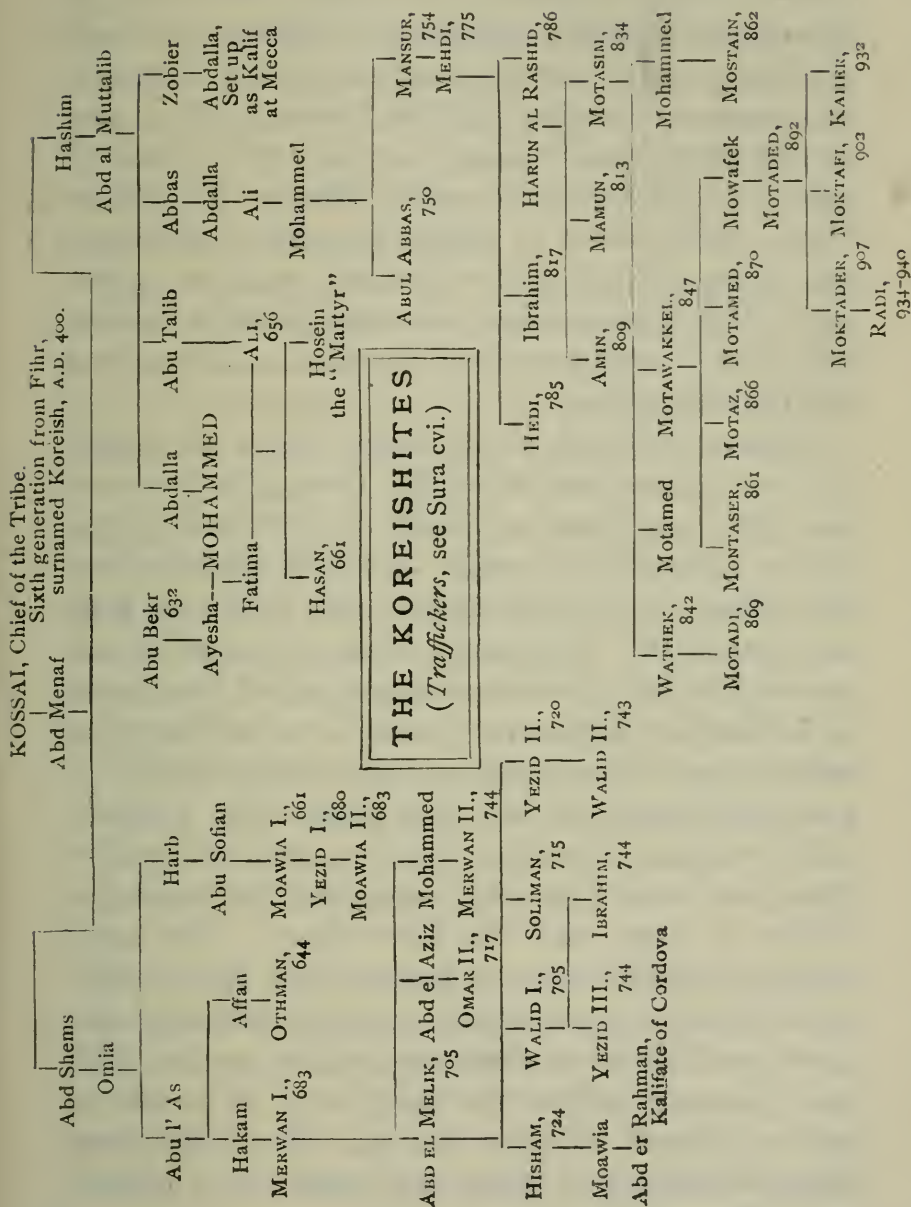 KOSSAI, Chief of the Tribe.
Sixth generation from Fihr,
surnamed Koreish, A.D. 400.
Abd Menaf
Abd Shems
Hashim
Omia
Abd al Muttalib
Abu l' As
Harb
Abu Bekr
632
Abdalla
Abu Talib
Abbas
Zobier
Hakam
Affan
Abu Sofian
Ayesha--MOHAMMED
Abdalla
Abdalla,
Set up
as Kalif
at Mecca
MERWAN I.,
683
OTHMAN,
644
MOAWIA I.,
661
YEZID I.,
680
MOAWIA II.,
683
Fatima
ALI,
656
Ali
HASAN,
661
Hosein
the "Martyr"
Mohammed
THE KOREISHITES
(Traffickers, see Sura cvi.)
ABD EL MELIK,
705
Abd el Aziz
Mohammed
OMAR II.,
717
MERWAN II.,
744
ABUL ABBAS,
750
MANSUR,
754
MEHDI,
775
HISHAM,
724
WALID I.,
705
SOLIMAN,
715
YEZID II.,
720
HEDI,
785
Ibrahim,
817
HARUN AL RASHID,
786
Moawia
YEZID III.,
744
IBRAHIM,
744
WALID II.,
743
AMIN,
809
MAMUN,
813
MOTASIM,
834
Abd er Rahman,
Kalifate of Cordova
WATHEK,
842
Motamed
MOTAWAKKEL,
847
Mohammed
MOTADI,
869
MONTASER,
861
MOTAZ,
866
MOTAMED,
870
Mowafek
MOSTAIN,
862
MOTADED,
892
MOKTADER,
907
MOKTAFI,
902
KAHER,
932
RADI,
934-940
108